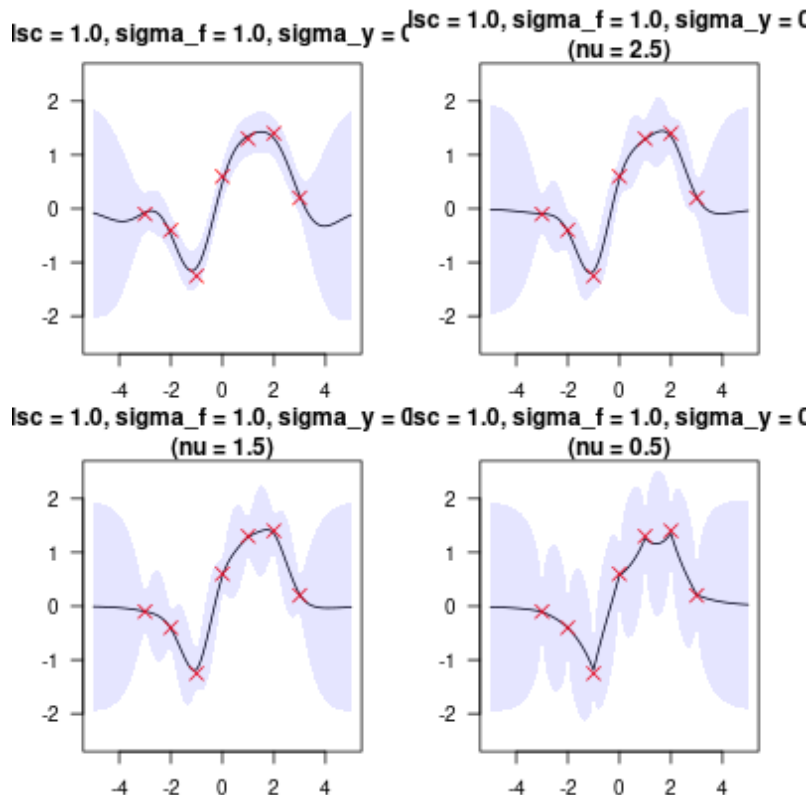 lsc = 1.0, sigma_f = 1.0, sigma_y = 0
lsc = 1.0, sigma_f = 1.0, sigma_y = 0
(nu = 2.5)
2
1
0
-1
-2
-4 -2 0 2 4
2
1
0
-1
-2
-4 -2 0 2 4
lsc = 1.0, sigma_f = 1.0, sigma_y = 0
(nu = 1.5)
lsc = 1.0, sigma_f = 1.0, sigma_y = 0
(nu = 0.5)
2
1
0
-1
-2
-4 -2 0 2 4
2
1
0
-1
-2
-4 -2 0 2 4